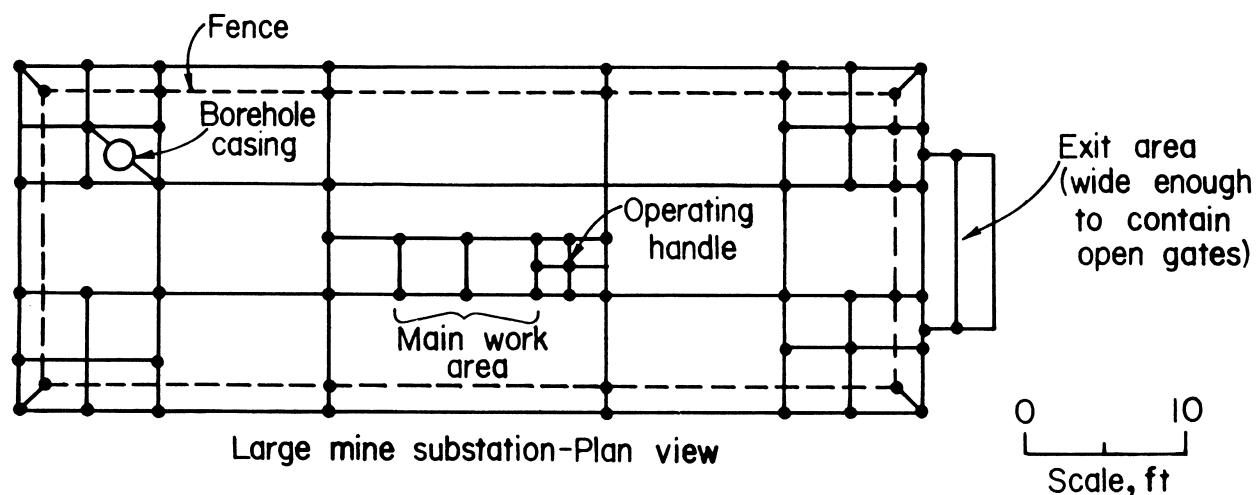 Fence
Borehole
casing
Exit area
(wide enough
to contain
open gates)
Operating
handle
Main work
area
Large mine substation-Plan view
0 10
Scale, ft